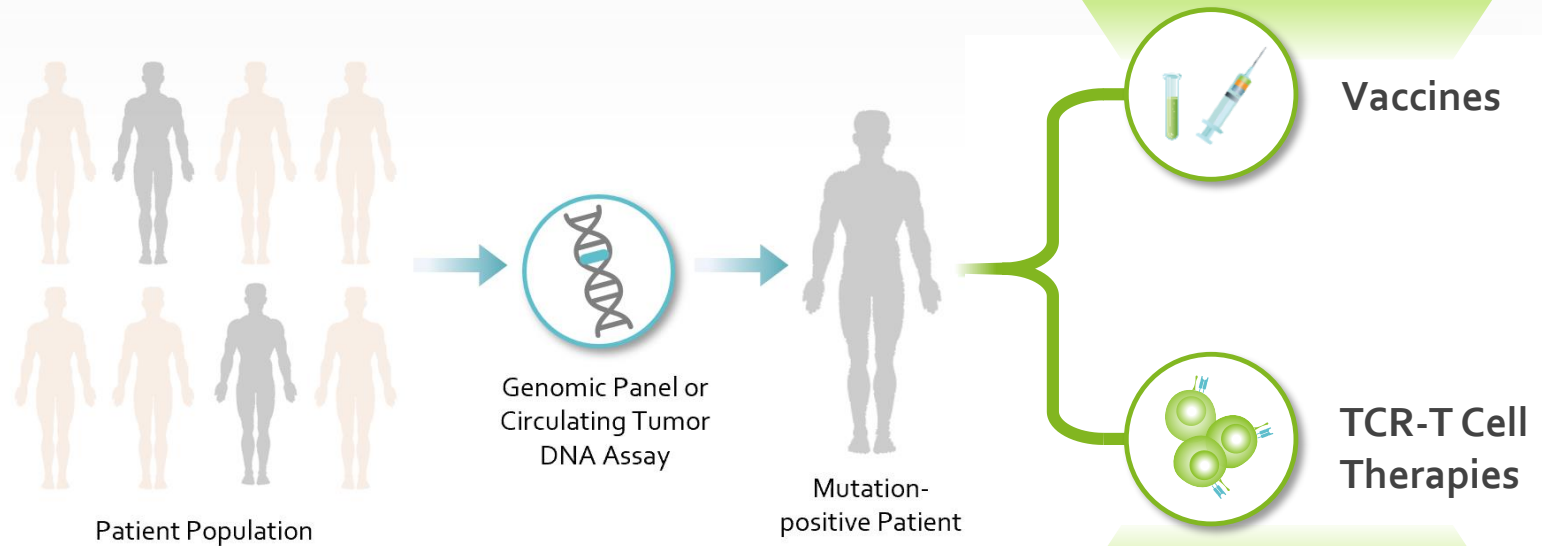 Patient Population
Genomic Panel or
Circulating Tumor
DNA Assay
Mutation-
positive Patient
Vaccines
TCR-T Cell
Therapies